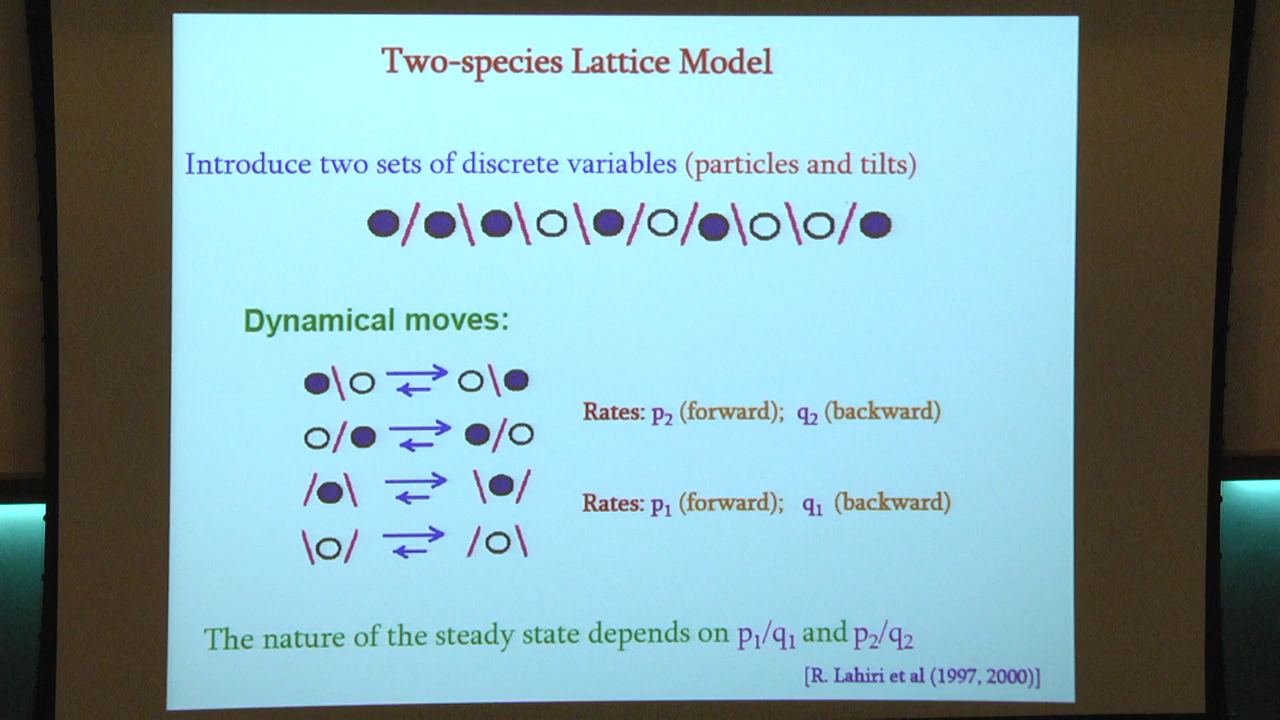 Two-species Lattice Model
Introduce two sets of discrete variables (particles and tilts)
●/●\●\○\●/○/●\○\○/●
Dynamical moves:
●\○ ⇌ ○\●
○/● ⇌ ●/○
Rates: p₂ (forward); q₂ (backward)
/●\ ⇌ \●/
\○/ ⇌ /○\
Rates: p₁ (forward); q₁ (backward)
The nature of the steady state depends on p₁/q₁ and p₂/q₂
[R. Lahiri et al (1997, 2000)]